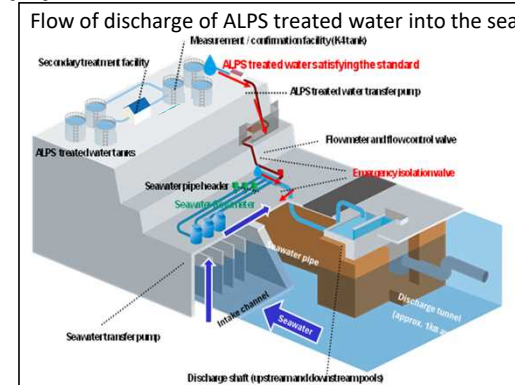 Flow of discharge of ALPS treated water into the sea
Measurement / confirmation facility (K4 tank)
Secondary treatment facility
ALPS treated water satisfying the standard
ALPS treated water transfer pump
Flowmeter and flow control valve
ALPS treated water tanks
Emergency isolation valve
Seawater pipe header
Seawater
Seawater pipe
Intake channel
Seawater
Discharge tunnel
(approx. 1km
Seawater transfer pump
Discharge shaft (upstream and downstream pools)